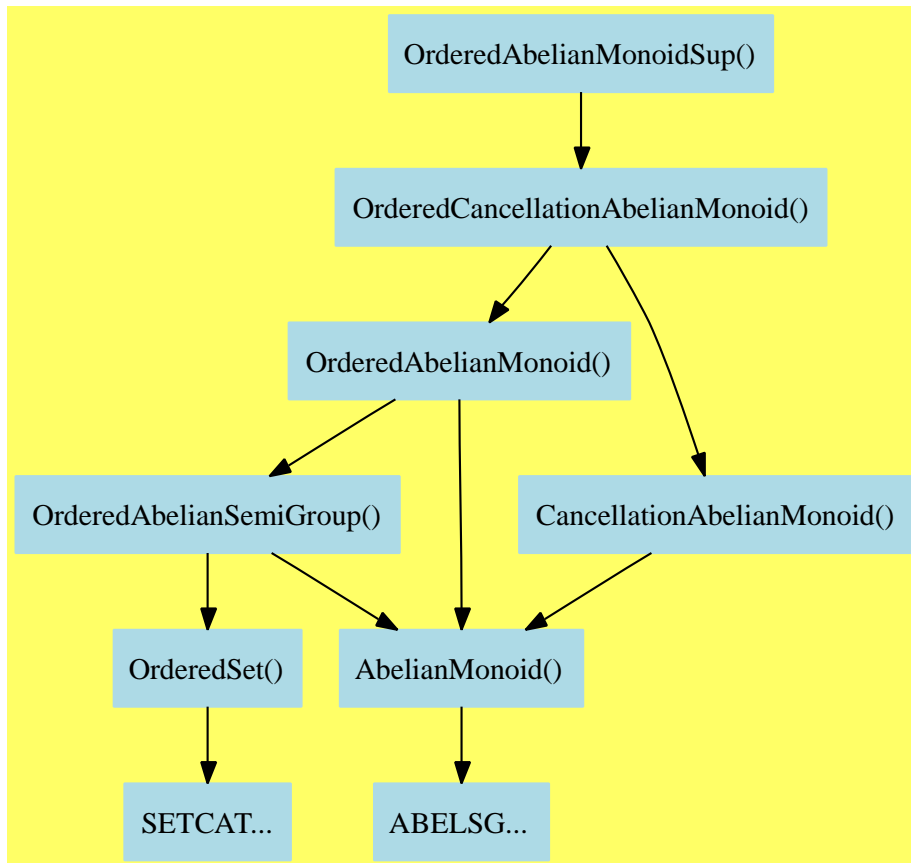 OrderedAbelianMonoidSup()
OrderedCancellationAbelianMonoid()
OrderedAbelianMonoid()
OrderedAbelianSemiGroup()
CancellationAbelianMonoid()
OrderedSet()
AbelianMonoid()
SETCAT...
ABELSG...